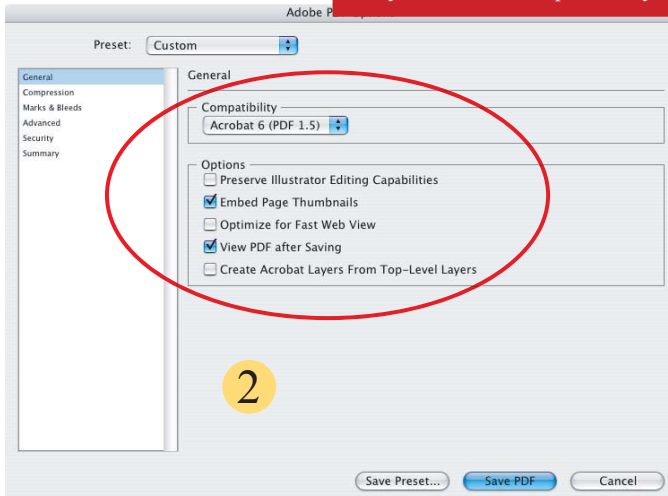 Adobe
Preset: Custom
General
Compression
Marks & Bleeds
Advanced
Security
Summary
General
Compatibility
Acrobat 6 (PDF 1.5)
Options
Preserve Illustrator Editing Capabilities
Embed Page Thumbnails
Optimize for Fast Web View
View PDF after Saving
Create Acrobat Layers From Top-Level Layers
2
Save Preset... Save PDF Cancel